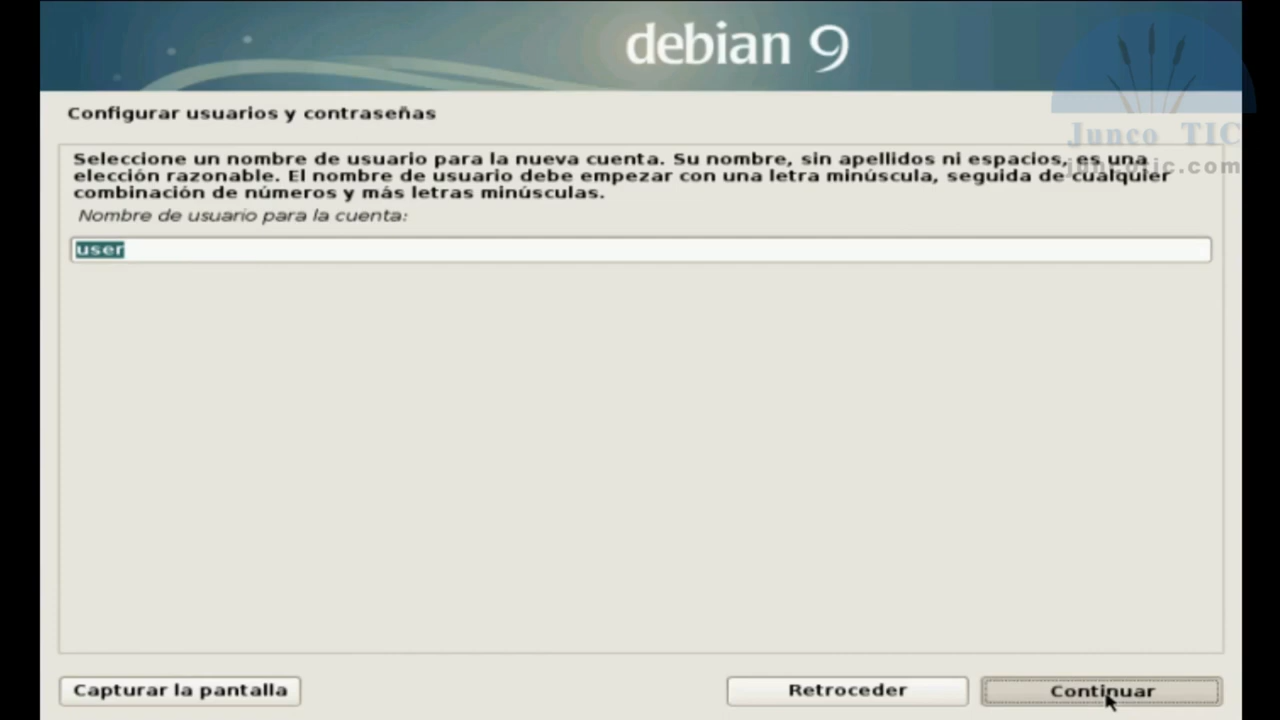 debian 9
Junco TIC
juncotic.com
Configurar usuarios y contraseñas
Seleccione un nombre de usuario para la nueva cuenta. Su nombre, sin apellidos ni espacios, es una
elección razonable. El nombre de usuario debe empezar con una letra minúscula, seguida de cualquier
combinación de números y más letras minúsculas.
Nombre de usuario para la cuenta:
user
Capturar la pantalla
Retroceder
Continuar